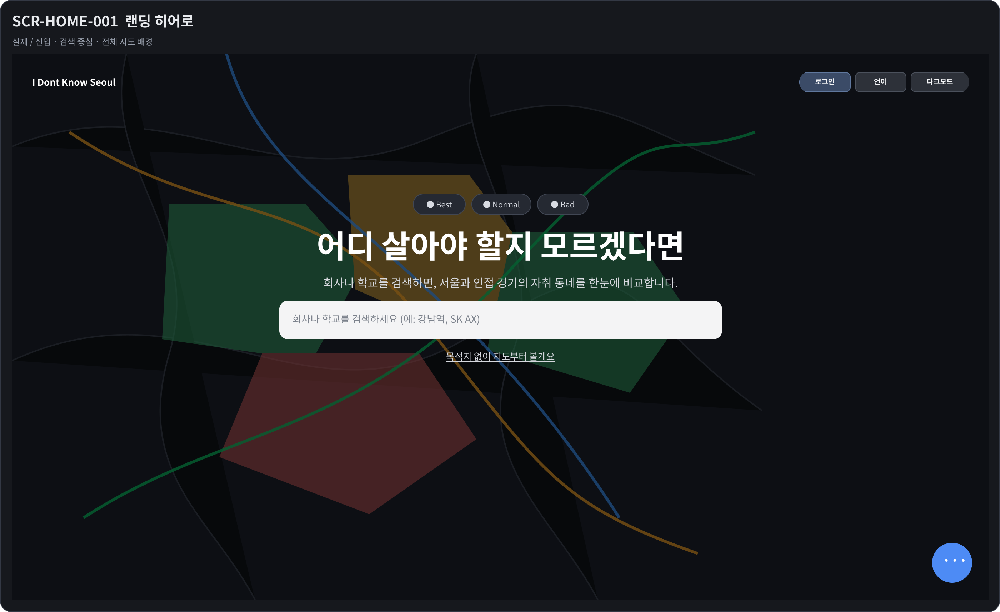 SCR-HOME-001 랜딩 히어로
실제 / 진입 · 검색 중심 · 전체 지도 배경
I Dont Know Seoul
로그인
언어
다크모드
Best
Normal
Bad
어디 살아야 할지 모르겠다면
회사나 학교를 검색하면, 서울과 인접 경기의 자취 동네를 한눈에 비교합니다.
회사나 학교를 검색하세요 (예: 강남역, SK AX)
목적지 없이 지도부터 볼게요